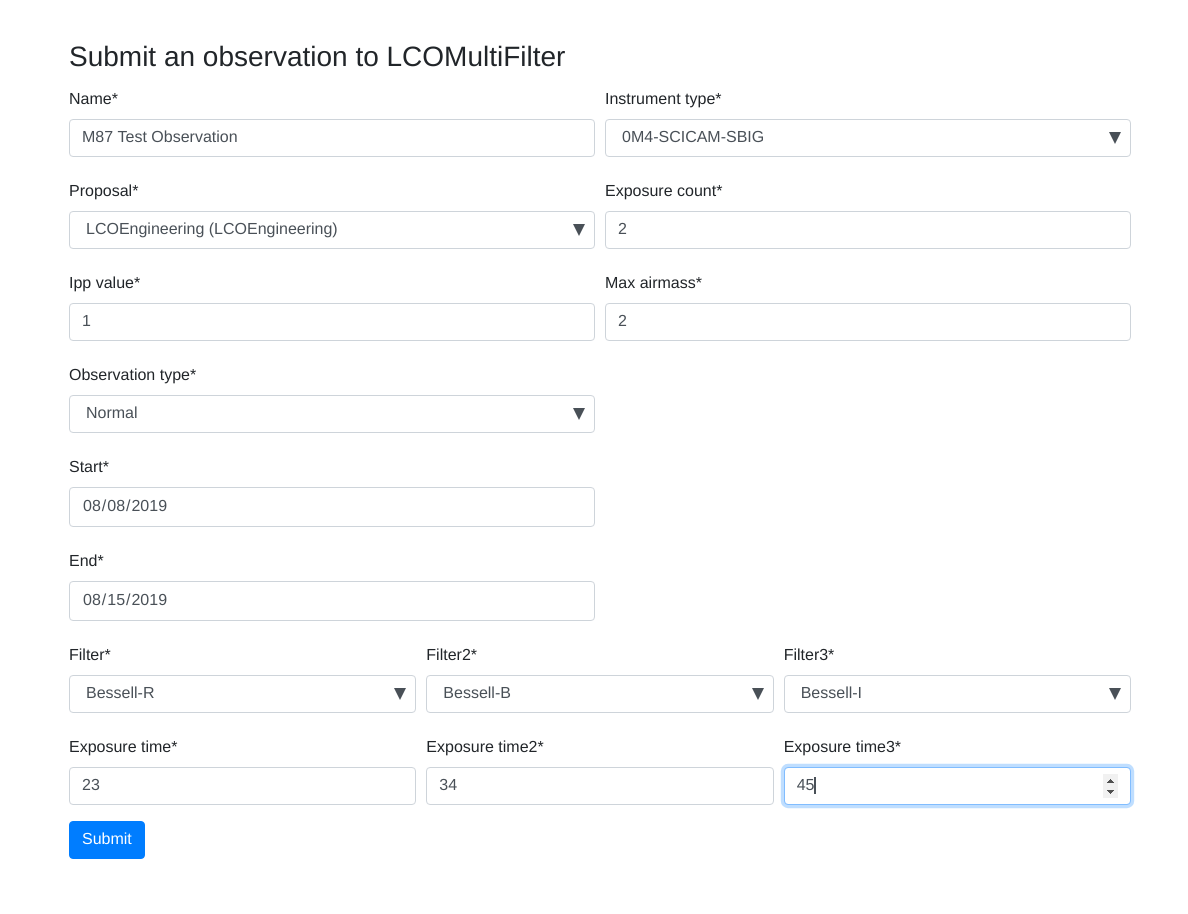 Submit an observation to LCOMultiFilter
Name* Instrument type*
M87 Test Observation 0M4-SCICAM-SBIG
Proposal* Exposure count*
LCOEngineering (LCOEngineering) 2
Ipp value* Max airmass*
1 2
Observation type*
Normal
Start*
08/08/2019
End*
08/15/2019
Filter* Filter2* Filter3*
Bessell-R Bessell-B Bessell-I
Exposure time* Exposure time2* Exposure time3*
23 34 45
Submit